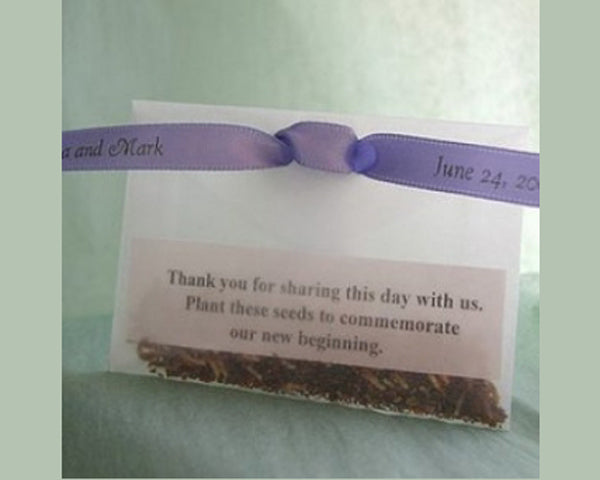 a and Mark
June 24, 20
Thank you for sharing this day with us.
Plant these seeds to commemorate
our new beginning.